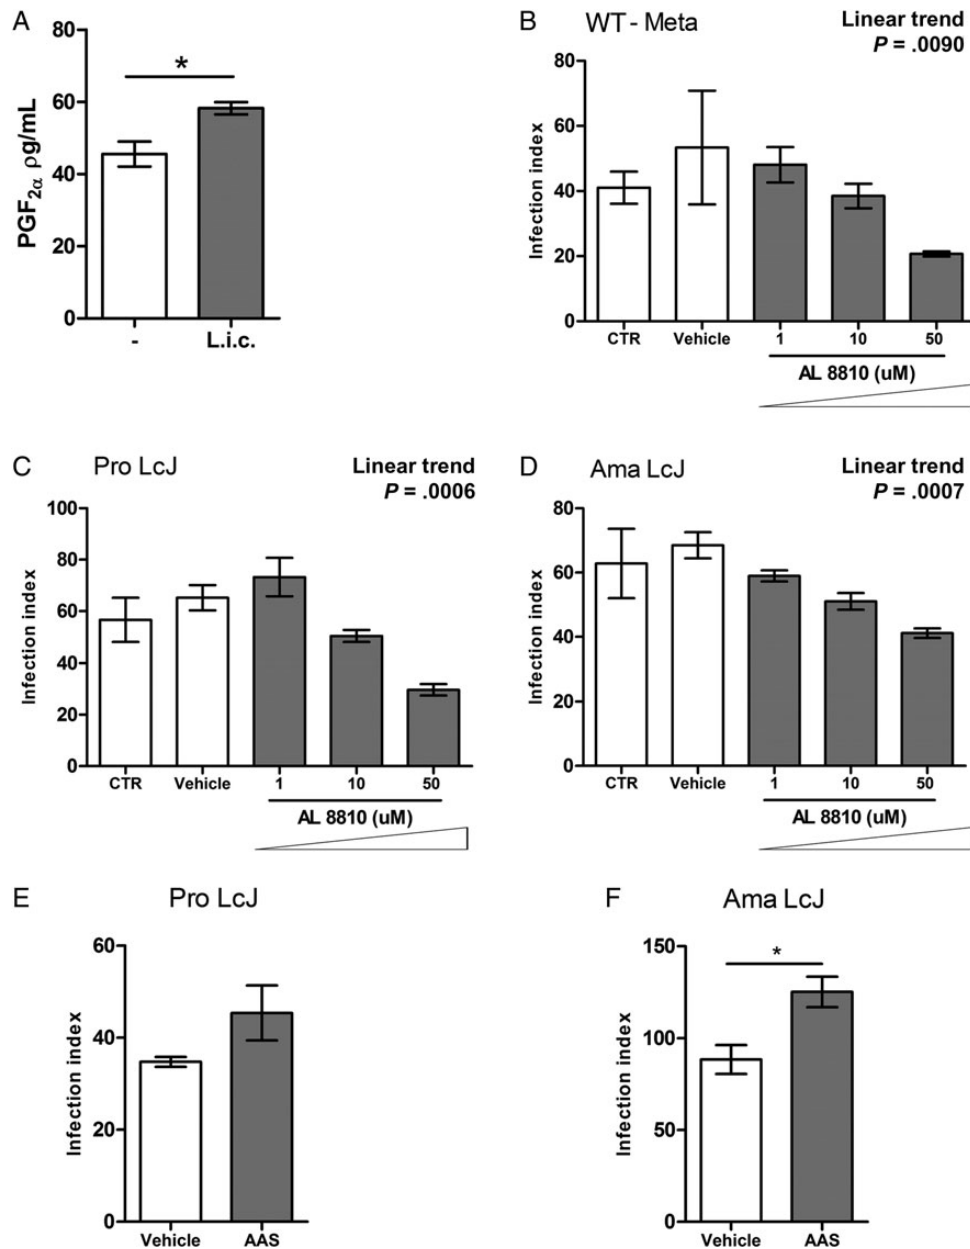 A
PGF2α ρg/mL
80
60
40
20
0
*
-
L.i.c.
B
WT - Meta
Linear trend
P = .0090
Infection index
80
60
40
20
0
CTR
Vehicle
1
10
50
AL 8810 (uM)
C
Pro LcJ
Linear trend
P = .0006
Infection index
100
80
60
40
20
0
CTR
Vehicle
1
10
50
AL 8810 (uM)
D
Ama LcJ
Linear trend
P = .0007
Infection index
80
60
40
20
0
CTR
Vehicle
1
10
50
AL 8810 (uM)
E
Pro LcJ
Infection index
60
40
20
0
Vehicle
AAS
F
Ama LcJ
Infection index
150
100
50
0
*
Vehicle
AAS